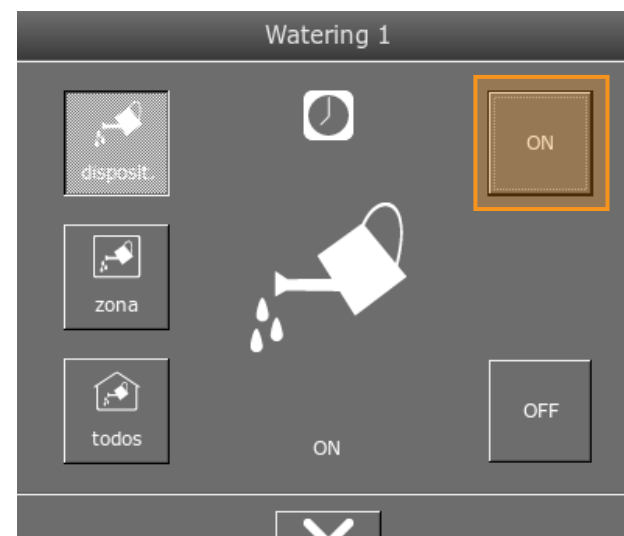 Watering 1
disposit.
ON
zona
todos
OFF
ON